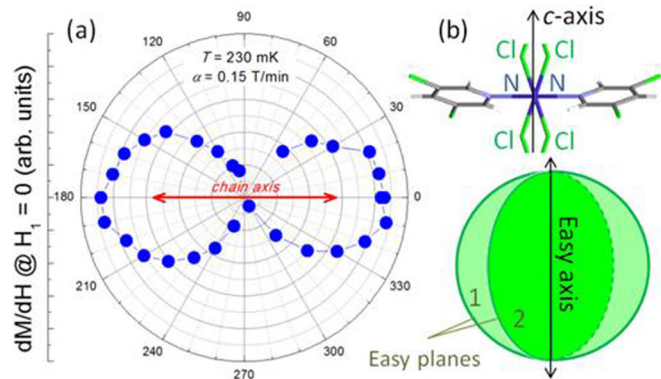 (a)
dM/dH @ H₁ = 0 (arb. units)
90
120
150
180
210
240
270
300
330
0
30
T = 230 mK
α = 0.15 T/min
chain axis
(b)
c-axis
Cl
Cl
N
N
Cl
Cl
Easy axis
1
2
Easy planes